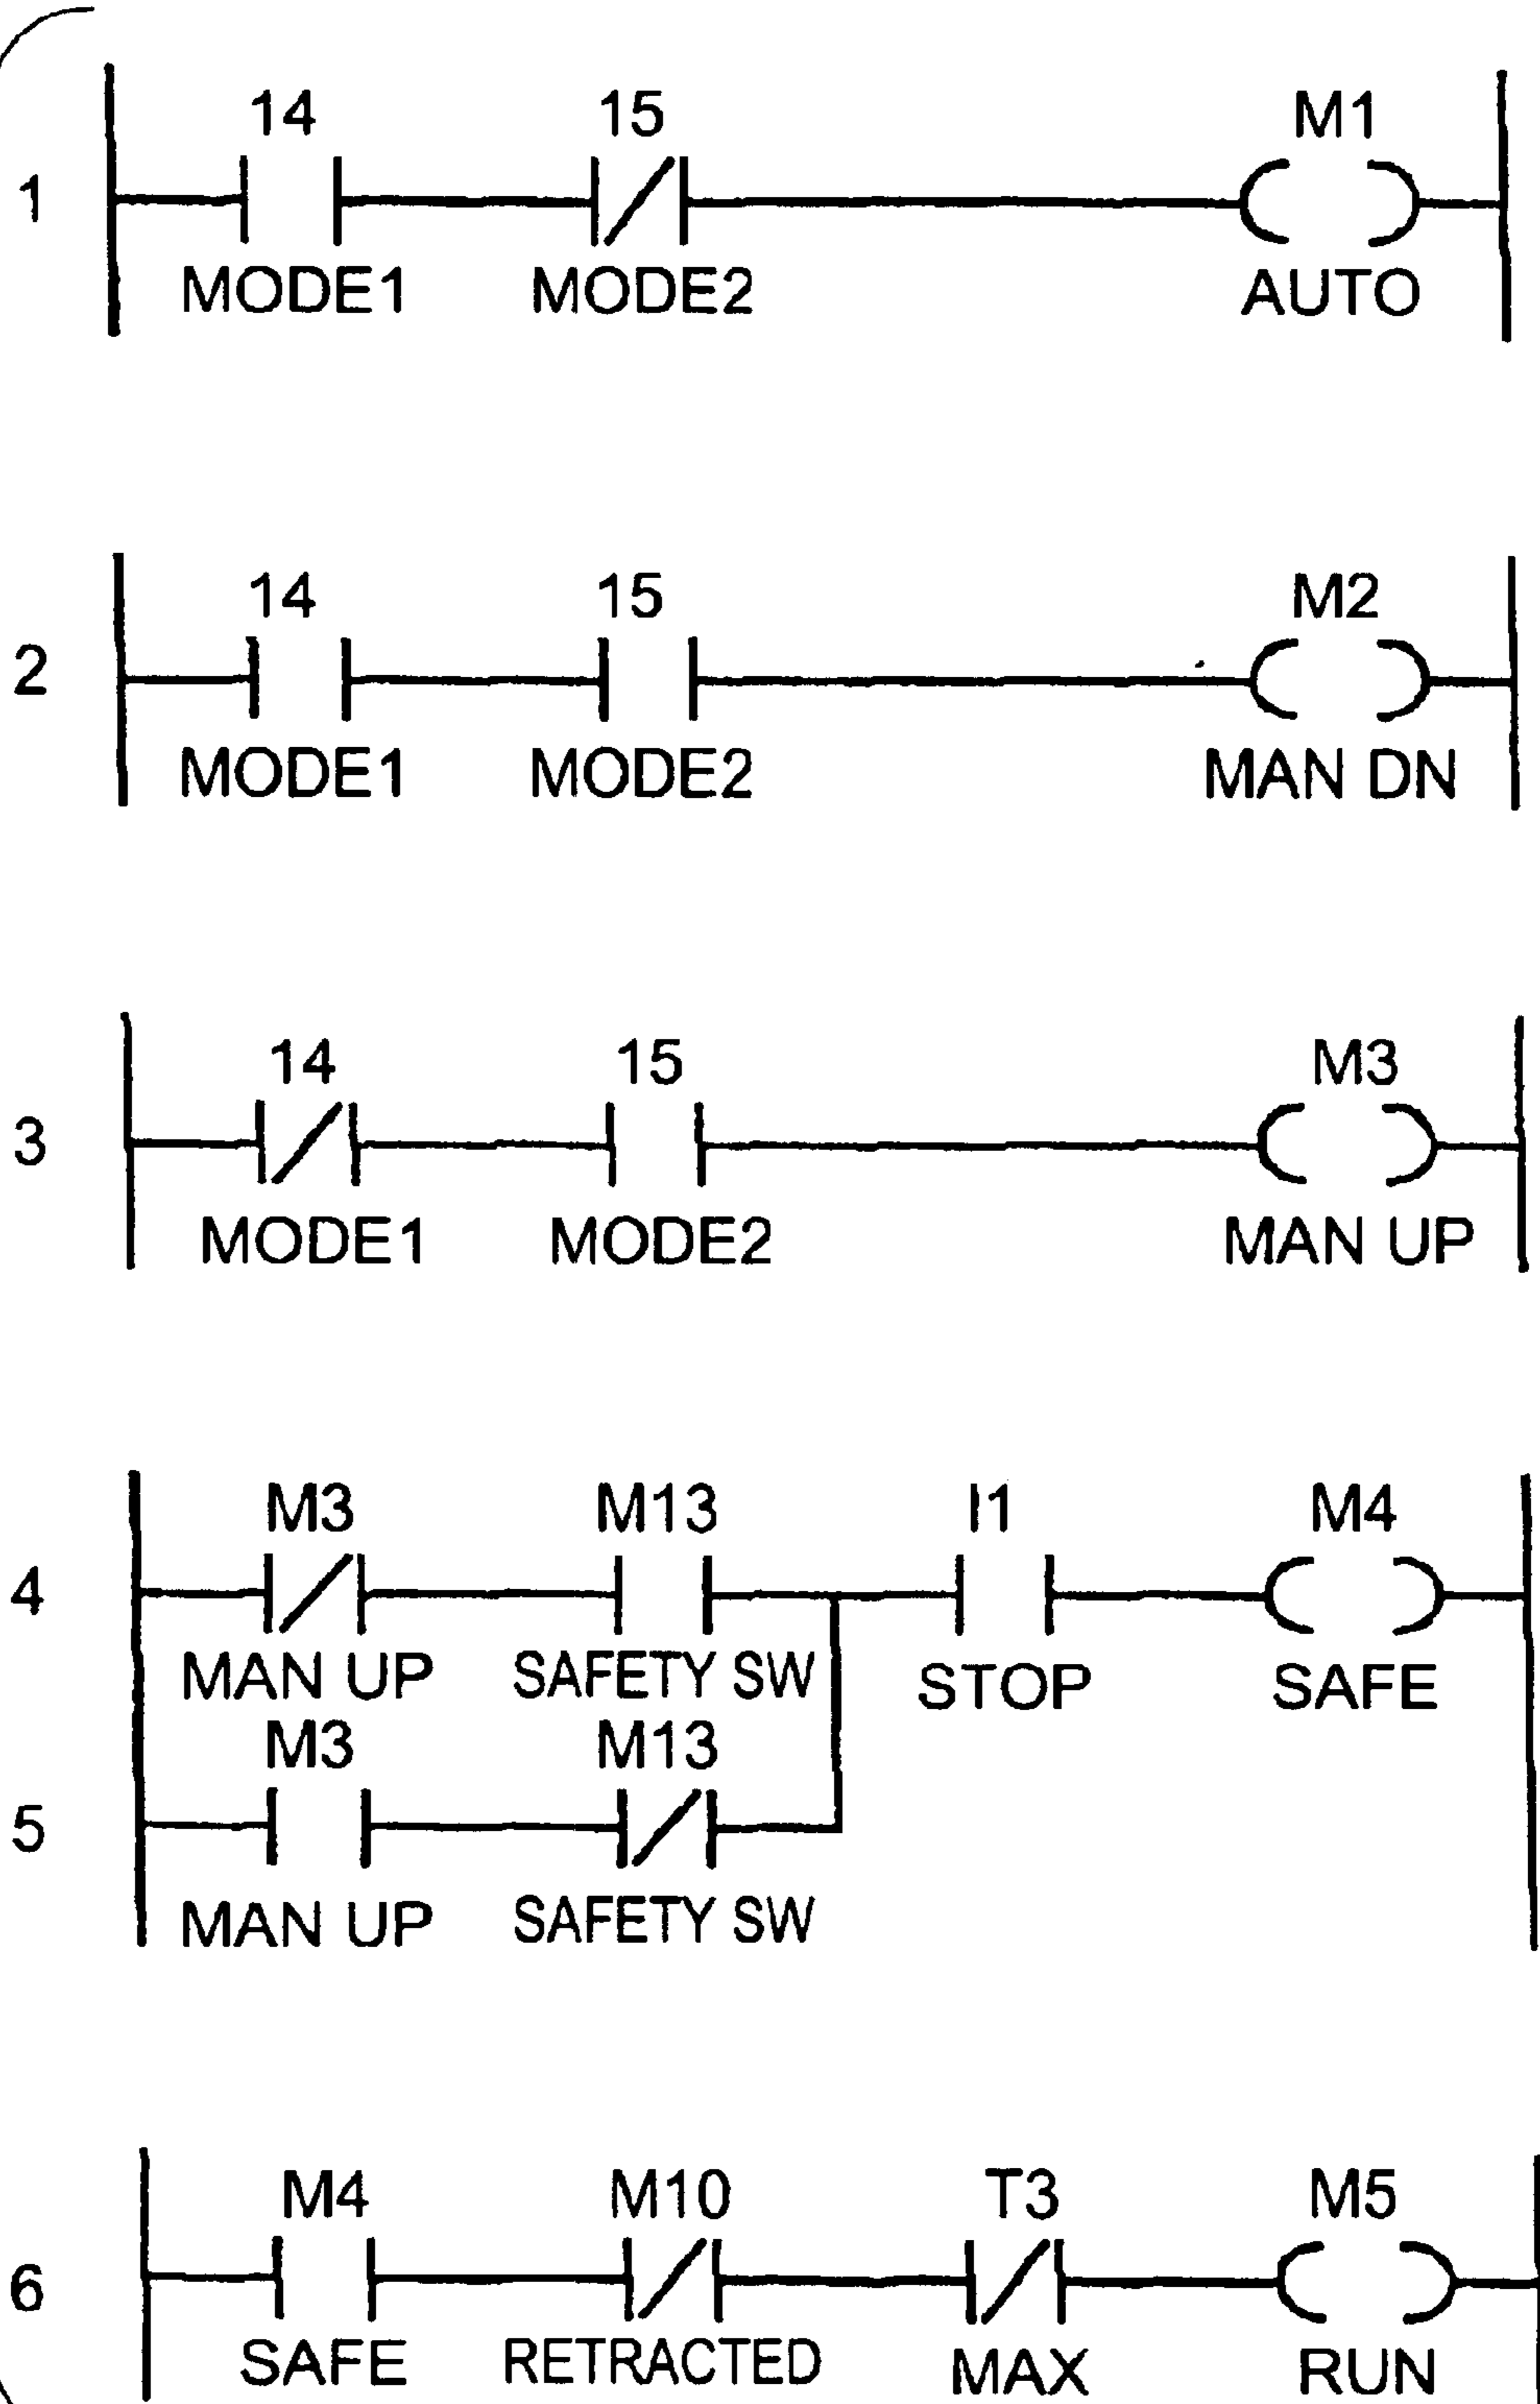 14 15 M1
1
MODE1 MODE2 AUTO
14 15 M2
2
MODE1 MODE2 MAN DN
14 15 M3
3
MODE1 MODE2 MAN UP
M3 M13 I1 M4
4
MAN UP SAFETY SW STOP SAFE
M3 M13
5
MAN UP SAFETY SW
M4 M10 T3 M5
6
SAFE RETRACTED MAX RUN